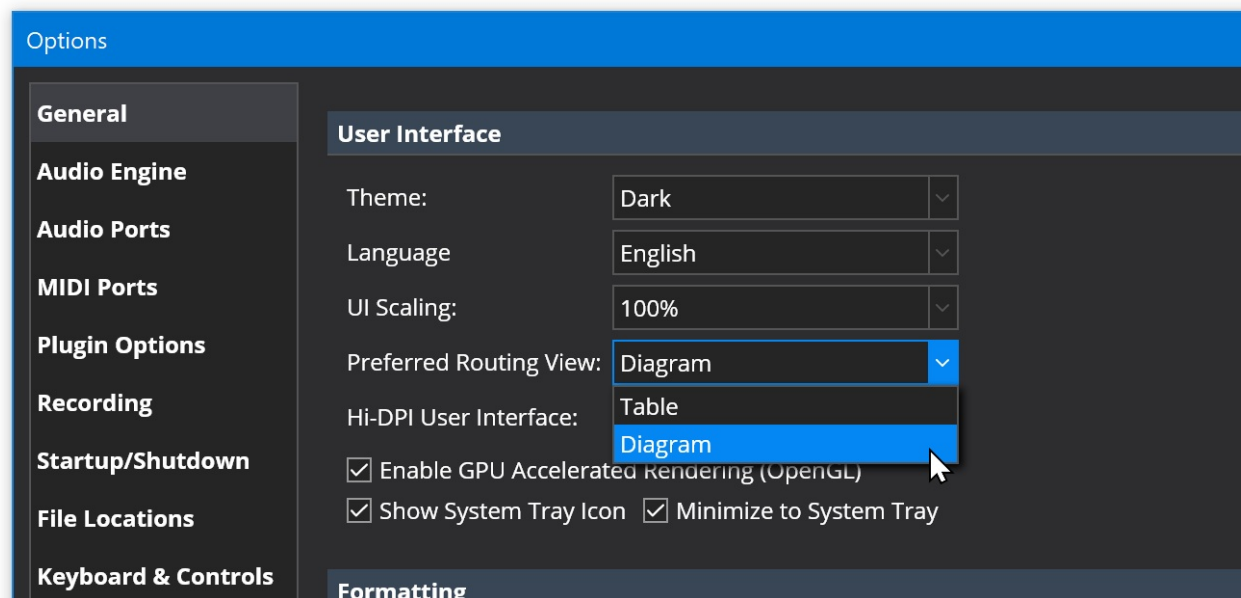 Options
General
Audio Engine
Audio Ports
MIDI Ports
Plugin Options
Recording
Startup/Shutdown
File Locations
Keyboard & Controls
User Interface
Theme: Dark
Language English
UI Scaling: 100%
Preferred Routing View: Diagram
Table
Diagram
Hi-DPI User Interface:
Enable GPU Accelerated Rendering (OpenGL)
Show System Tray Icon Minimize to System Tray
Formatting